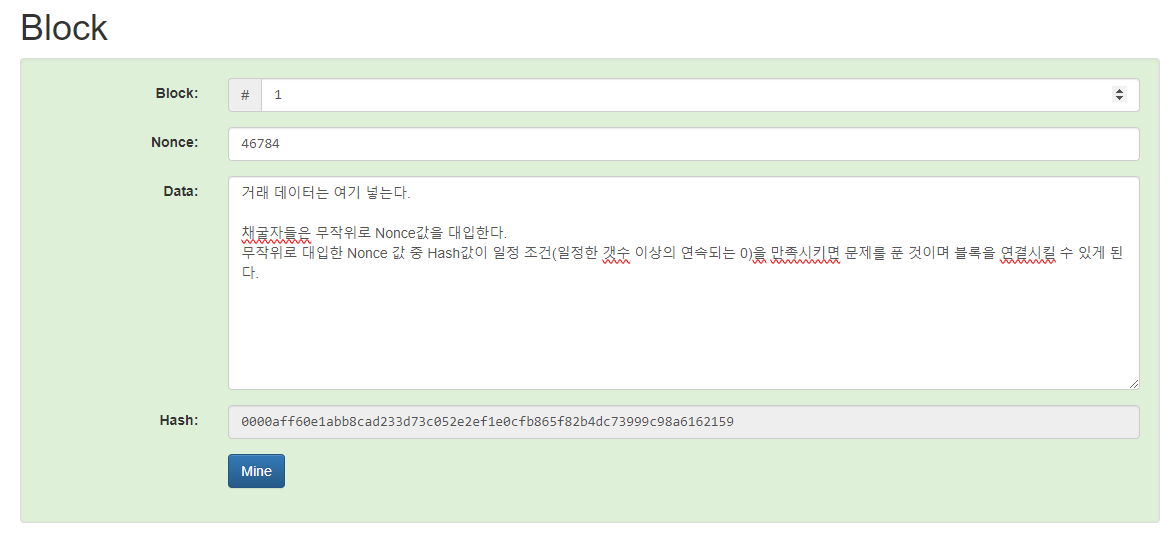 Block
Block:
# 1
Nonce:
46784
Data:
거래 데이터는 여기 넣는다.
채굴자들은 무작위로 Nonce값을 대입한다.
무작위로 대입한 Nonce 값 중 Hash값이 일정 조건(일정한 갯수 이상의 연속되는 0)을 만족시키면 문제를 푼 것이며 블록을 연결시킬 수 있게 된
다.
Hash:
0000aff60e1abb8cad233d73c052e2ef1e0cfb865f82b4dc73999c98a6162159
Mine